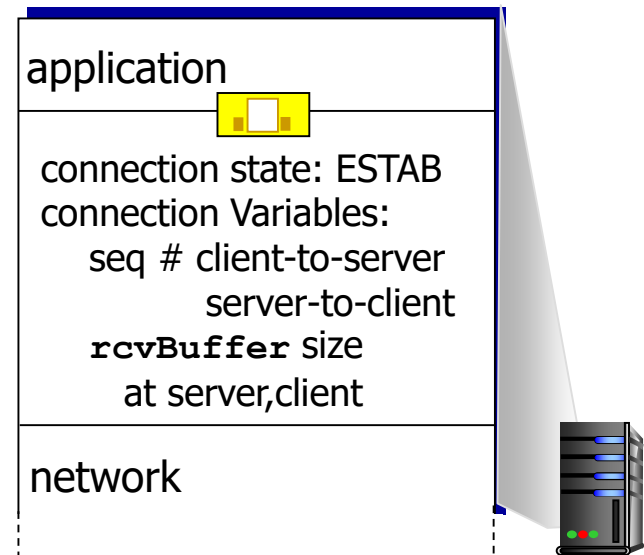 application
connection state: ESTAB
connection Variables:
seq # client-to-server
server-to-client
rcvBuffer size
at server,client
network